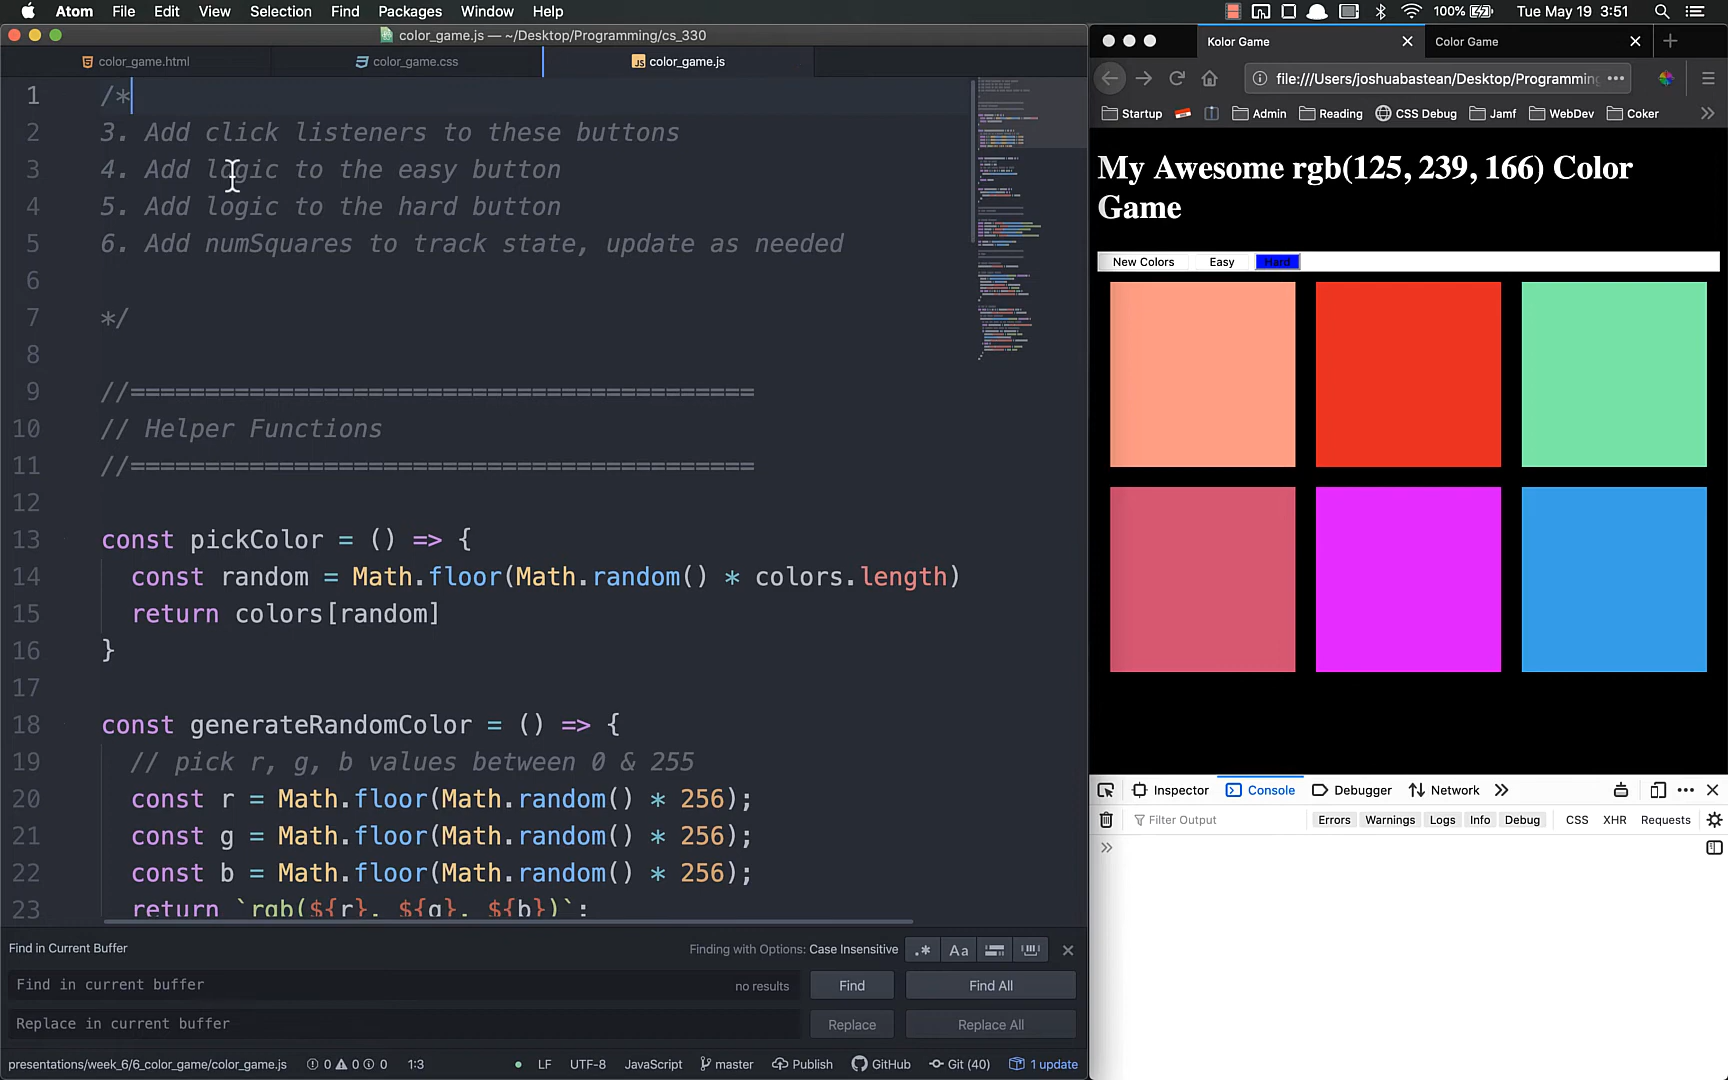 Atom File Edit View Selection Find Packages Window Help 100% Tue May 19 3:51
color_game.js — ~/Desktop/Programming/cs_330
color_game.html color_game.css color_game.js
1 /*
2 3. Add click listeners to these buttons
3 4. Add logic to the easy button
4 5. Add logic to the hard button
5 6. Add numSquares to track state, update as needed
6
7 */
8
9 //==========================================
10 // Helper Functions
11 //==========================================
12
13 const pickColor = () => {
14 const random = Math.floor(Math.random() * colors.length)
15 return colors[random]
16 }
17
18 const generateRandomColor = () => {
19 // pick r, g, b values between 0 & 255
20 const r = Math.floor(Math.random() * 256);
21 const g = Math.floor(Math.random() * 256);
22 const b = Math.floor(Math.random() * 256);
23 return `rgb(${r}, ${g}, ${b})`;
Find in Current Buffer Finding with Options: Case Insensitive .* Aa
Find in current buffer no results Find Find All
Replace in current buffer Replace Replace All
presentations/week_6/6_color_game/color_game.js 0 0 0 1:3 LF UTF-8 JavaScript master Publish GitHub Git (40) 1 update
Kolor Game Color Game
file:///Users/joshuabastean/Desktop/Programming
Startup Admin Reading CSS Debug Jamf WebDev Coker
My Awesome rgb(125, 239, 166) Color
Game
New Colors Easy Hard
Inspector Console Debugger Network
Filter Output Errors Warnings Logs Info Debug CSS XHR Requests